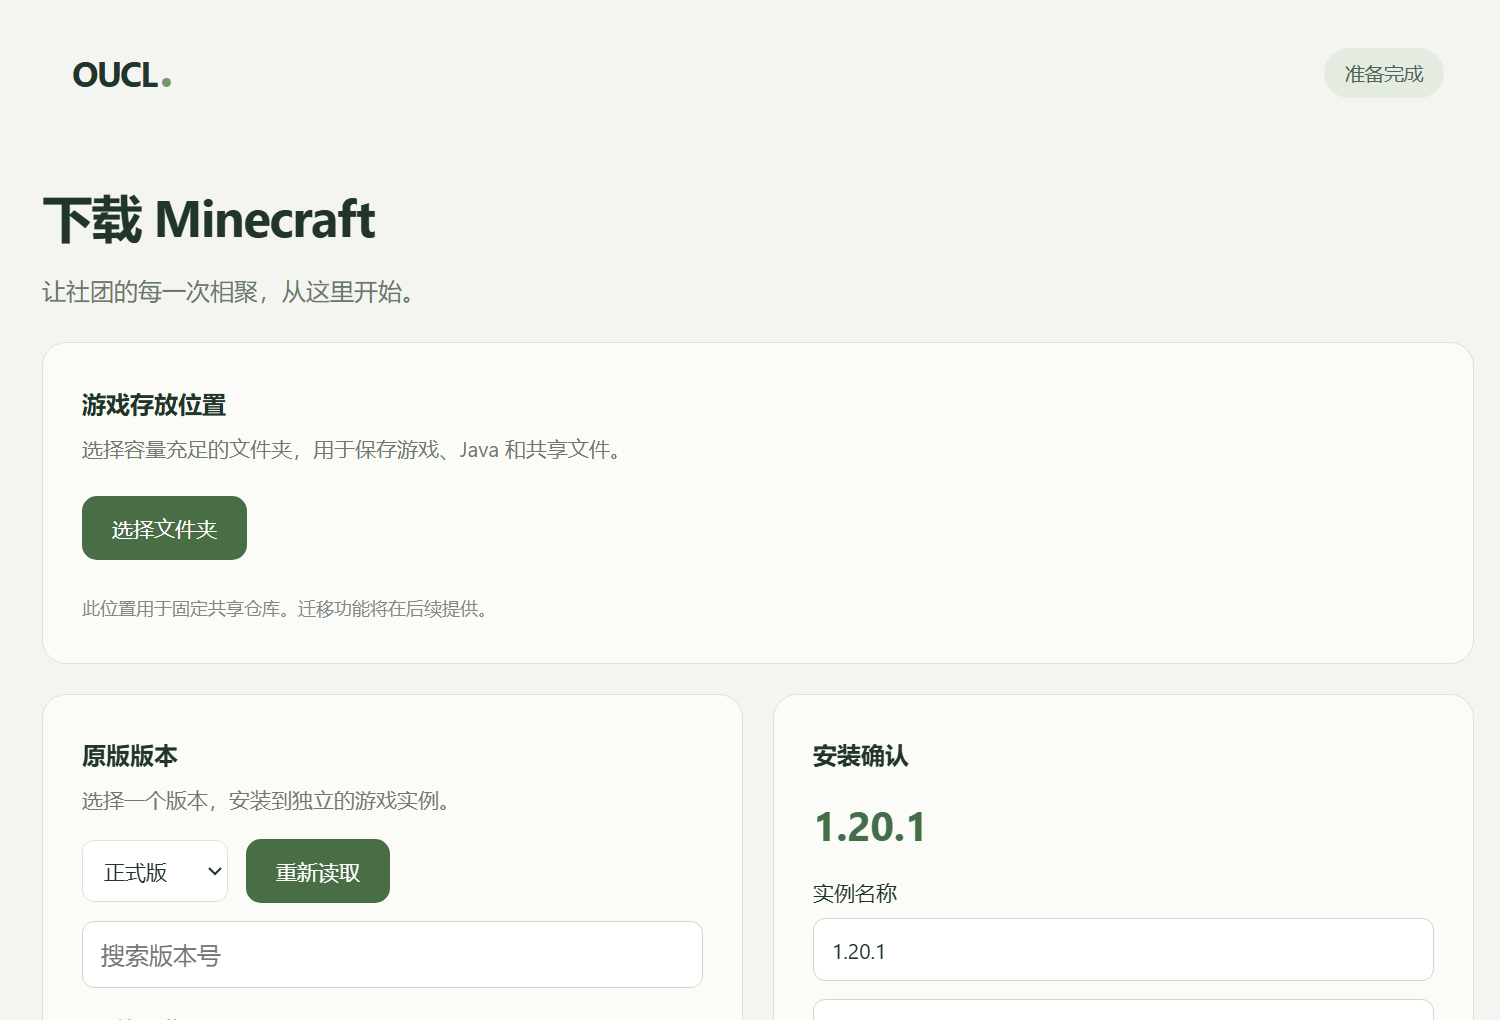 OUCL.
准备完成
下载 Minecraft
让社团的每一次相聚，从这里开始。
游戏存放位置
选择容量充足的文件夹，用于保存游戏、Java 和共享文件。
选择文件夹
此位置用于固定共享仓库。迁移功能将在后续提供。
原版版本
选择一个版本，安装到独立的游戏实例。
正式版
重新读取
搜索版本号
安装确认
1.20.1
实例名称
1.20.1